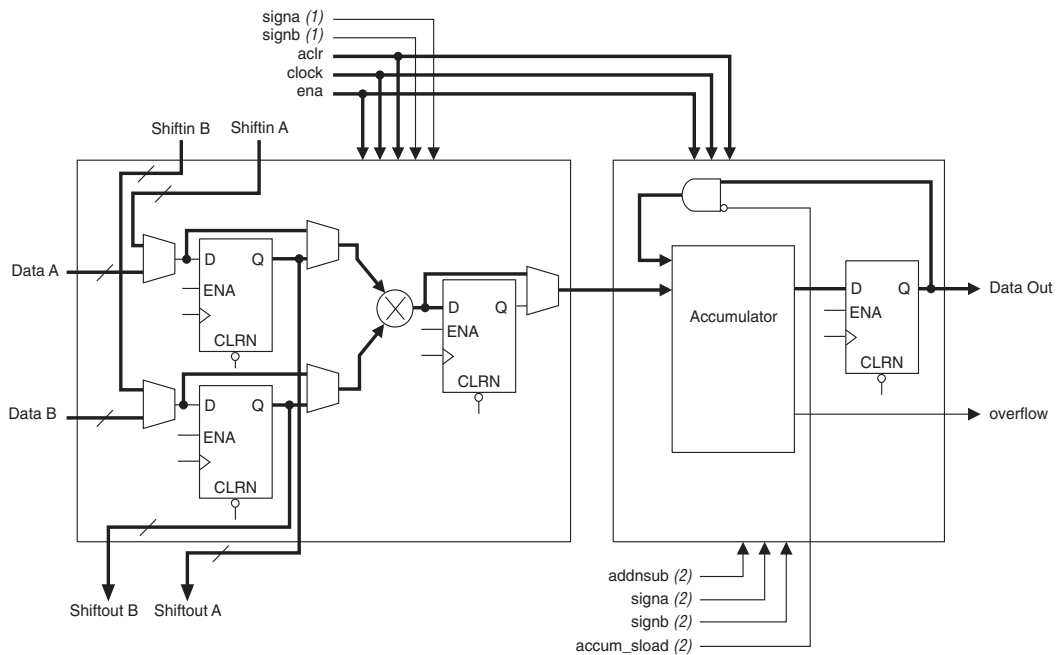 signa (1)
signb (1)
aclr
clock
ena
Shiftin B
Shiftin A
Data A
D
Q
ENA
CLRN
D
Q
ENA
CLRN
Accumulator
D
Q
ENA
CLRN
Data Out
Data B
D
Q
ENA
CLRN
overflow
Shiftout B
Shiftout A
addnsub (2)
signa (2)
signb (2)
accum_sload (2)